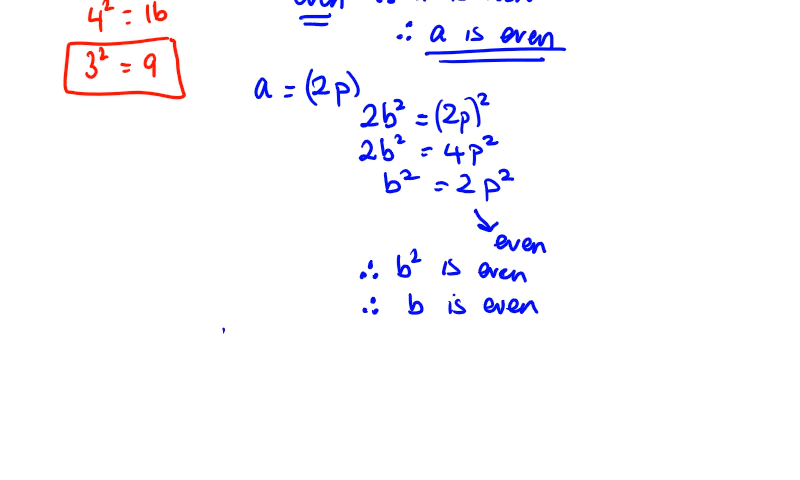 4² = 16
3² = 9
∴ a is even
a = (2p)
2b² = (2p)²
2b² = 4p²
b² = 2p²
even
∴ b² is even
∴ b is even